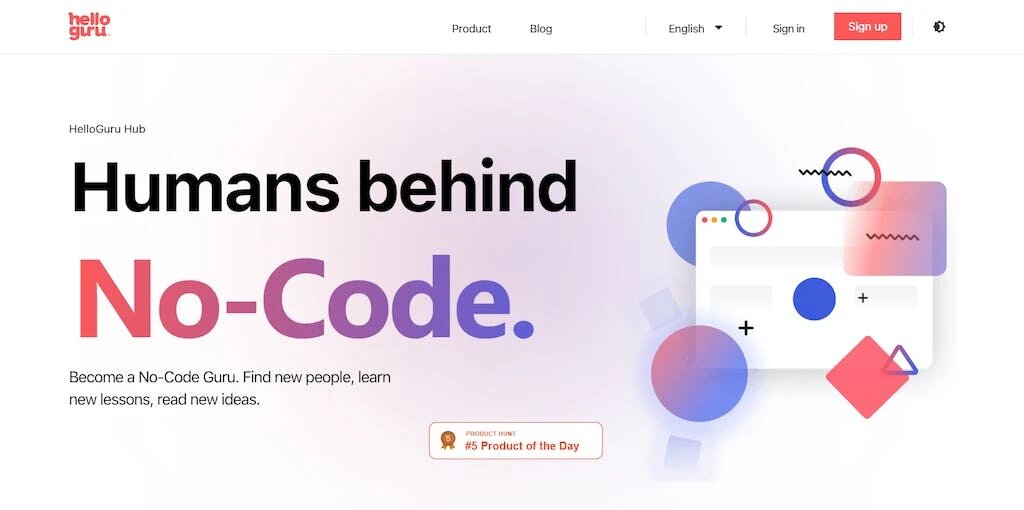 hello
guru.
Product
Blog
English
Sign in
Sign up
HelloGuru Hub
Humans behind
No-Code.
Become a No-Code Guru. Find new people, learn
new lessons, read new ideas.
5
PRODUCT HUNT
#5 Product of the Day